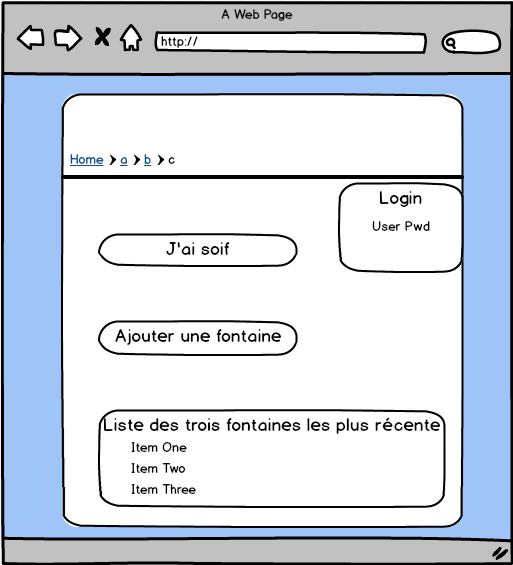 A Web Page
http://
Home a b c
Login
User Pwd
J'ai soif
Ajouter une fontaine
Liste des trois fontaines les plus récente
Item One
Item Two
Item Three